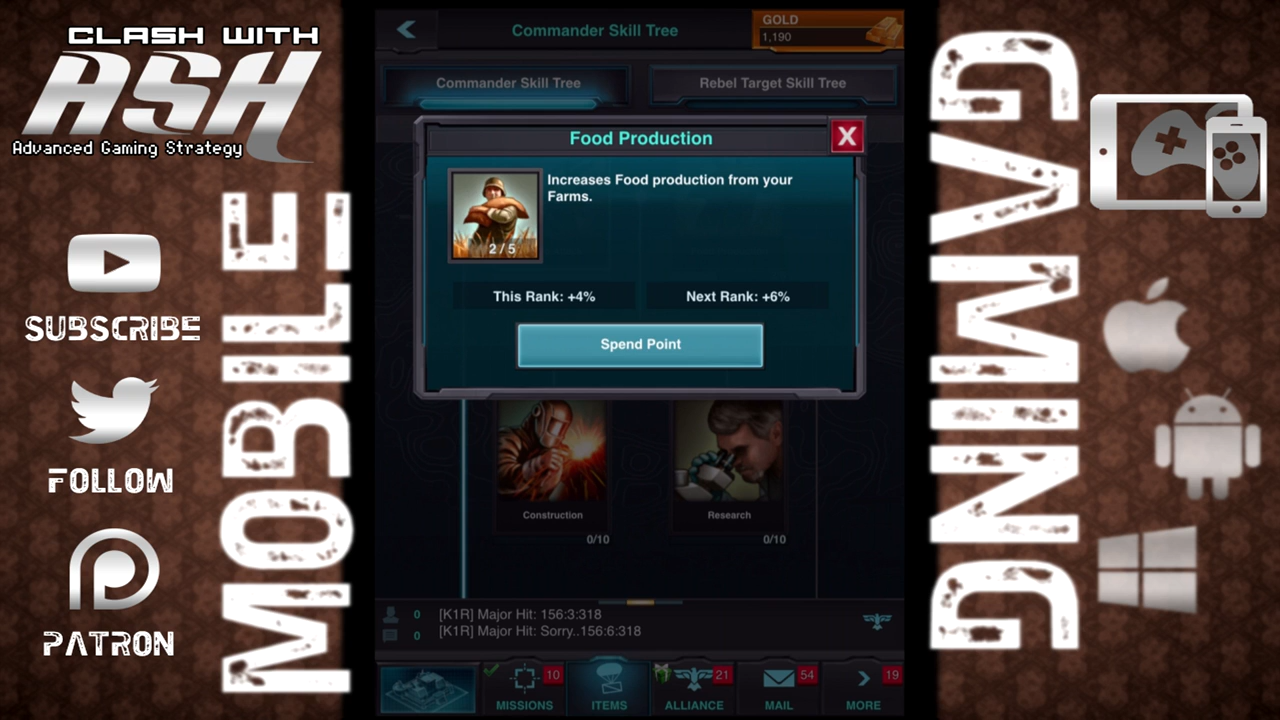 CLASH WITH
ASH
Advanced Gaming Strategy
SUBSCRIBE
FOLLOW
PATRON
MOBILE
Commander Skill Tree
GOLD
1,190
Commander Skill Tree
Rebel Target Skill Tree
Food Production
X
Increases Food production from your
Farms.
2/5
This Rank: +4%
Next Rank: +6%
Spend Point
Construction
0/10
Research
0/10
0
[K1R] Major Hit: 156:3:318
0
[K1R] Major Hit: Sorry..156:6:318
10
MISSIONS
ITEMS
21
ALLIANCE
54
MAIL
19
MORE
GAMING